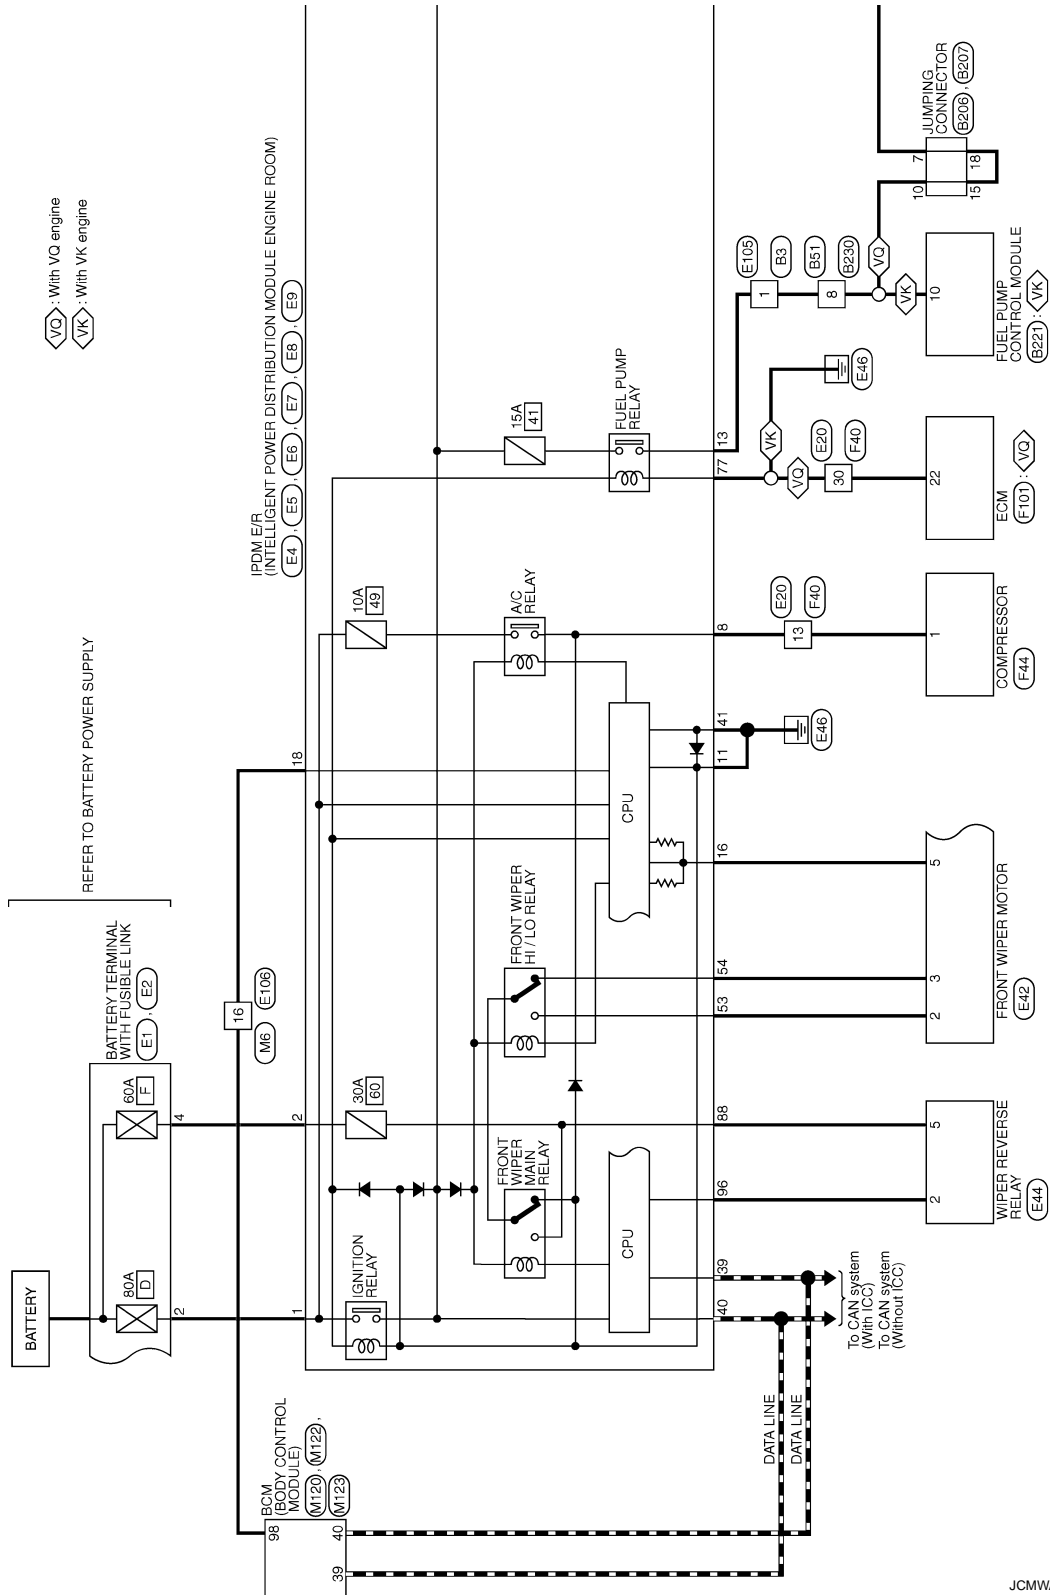 VQ : With VQ engine
VK : With VK engine
REFER TO BATTERY POWER SUPPLY
BATTERY
BATTERY TERMINAL
WITH FUSIBLE LINK
E1 , E2
80A
D
60A
F
2
4
16
M6
E106
BCM
(BODY CONTROL
MODULE)
M120 , M122 ,
M123
98
40
39
IPDM E/R
(INTELLIGENT POWER DISTRIBUTION MODULE ENGINE ROOM)
E4 , E5 , E6 , E7 , E8 , E9
1
2
18
IGNITION
RELAY
30A
60
10A
49
FRONT
WIPER
MAIN
RELAY
FRONT WIPER
HI / LO RELAY
A/C
RELAY
15A
41
FUEL PUMP
RELAY
CPU
CPU
40
39
96
88
53
54
16
11
41
8
77
13
DATA LINE
DATA LINE
To CAN system
(With ICC)
To CAN system
(Without ICC)
E46
13
E20
F40
VK
E46
VQ
30
E20
F40
1
E105
B3
8
B51
B230
VQ
VK
2
5
WIPER REVERSE
RELAY
E44
2
3
5
FRONT WIPER MOTOR
E42
1
COMPRESSOR
F44
22
ECM
F101 : VQ
10
FUEL PUMP
CONTROL MODULE
B221 : VK
10
7
15
18
JUMPING
CONNECTOR
B206 , B207
JCMW